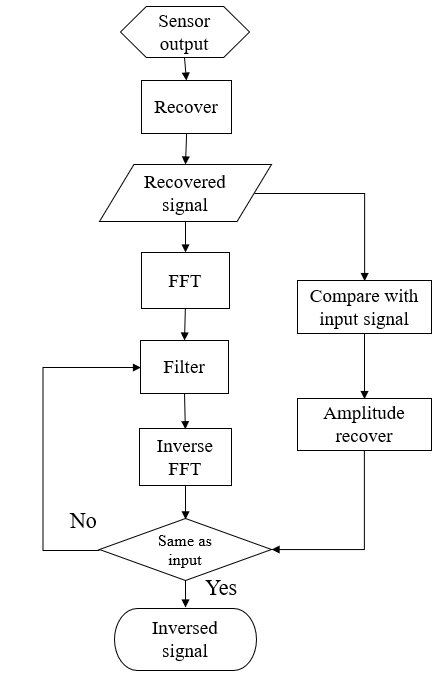 Sensor
output
Recover
Recovered
signal
FFT
Compare with
input signal
Filter
Amplitude
recover
Inverse
FFT
No
Same as
input
Yes
Inversed
signal